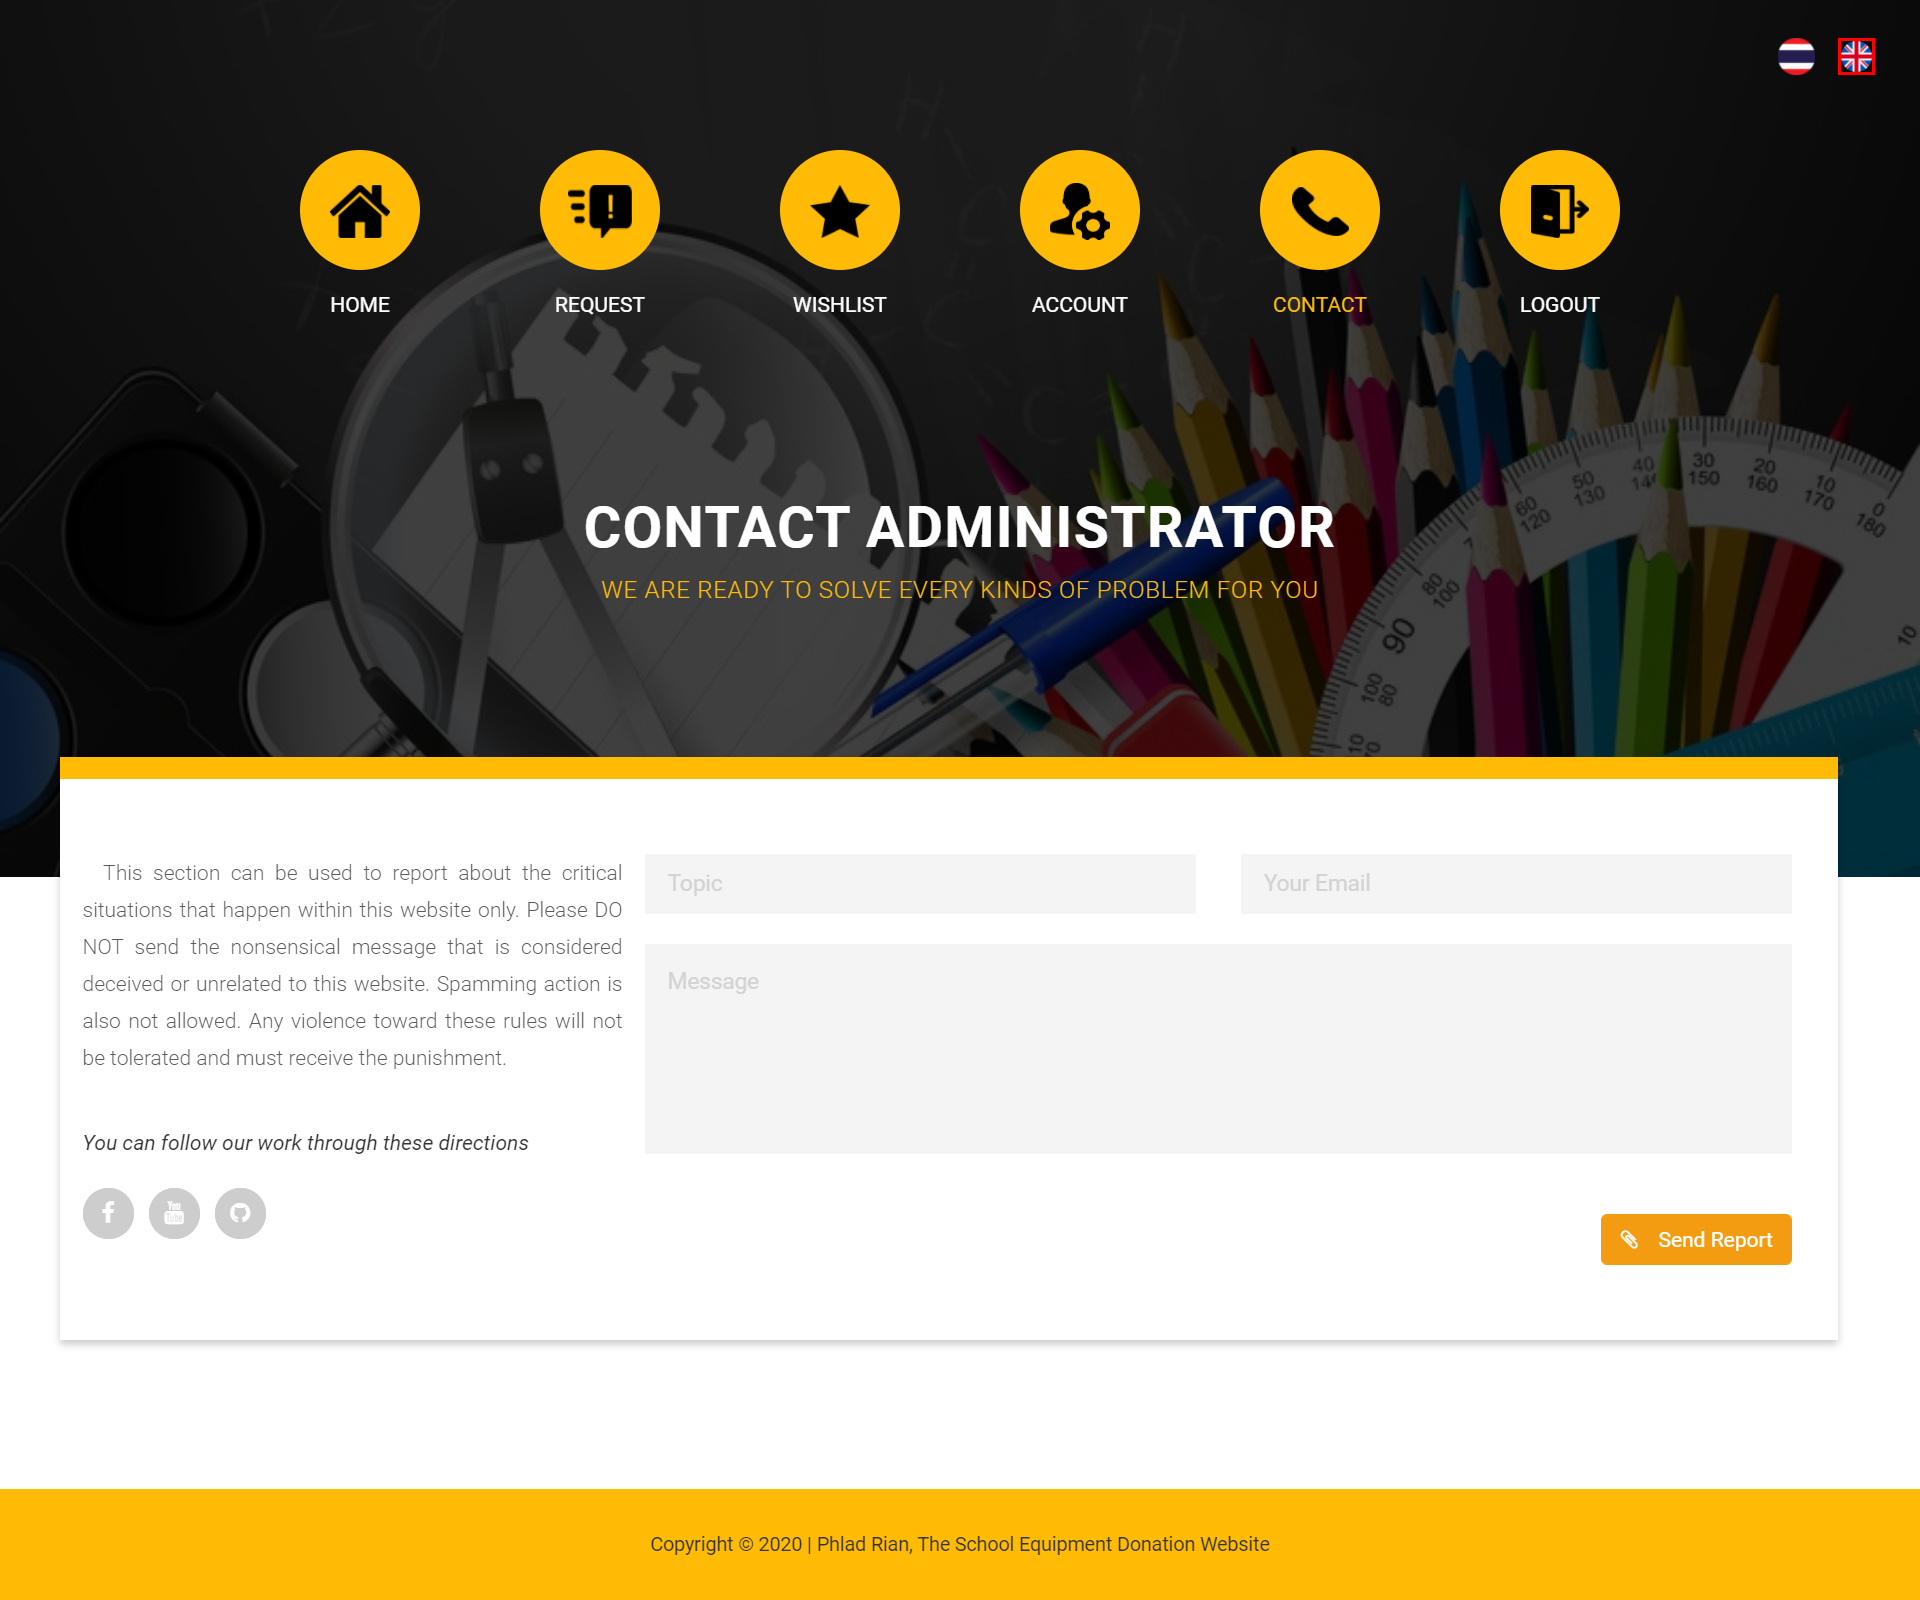 HOME
REQUEST
WISHLIST
ACCOUNT
CONTACT
LOGOUT
CONTACT ADMINISTRATOR
WE ARE READY TO SOLVE EVERY KINDS OF PROBLEM FOR YOU
This section can be used to report about the critical
situations that happen within this website only. Please DO
NOT send the nonsensical message that is considered
deceived or unrelated to this website. Spamming action is
also not allowed. Any violence toward these rules will not
be tolerated and must receive the punishment.
You can follow our work through these directions
Topic
Your Email
Message
Send Report
Copyright © 2020 | Phlad Rian, The School Equipment Donation Website